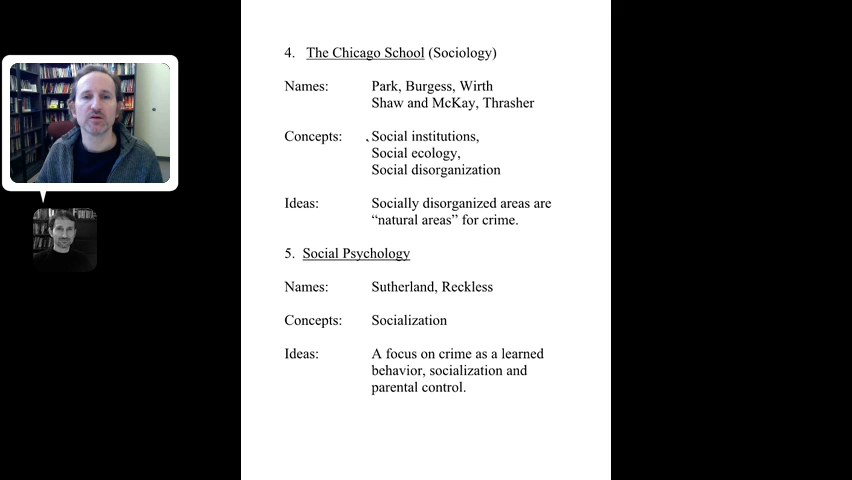 4. The Chicago School (Sociology)
Names: Park, Burgess, Wirth
Shaw and McKay, Thrasher
Concepts: Social institutions,
Social ecology,
Social disorganization
Ideas: Socially disorganized areas are
“natural areas” for crime.
5. Social Psychology
Names: Sutherland, Reckless
Concepts: Socialization
Ideas: A focus on crime as a learned
behavior, socialization and
parental control.